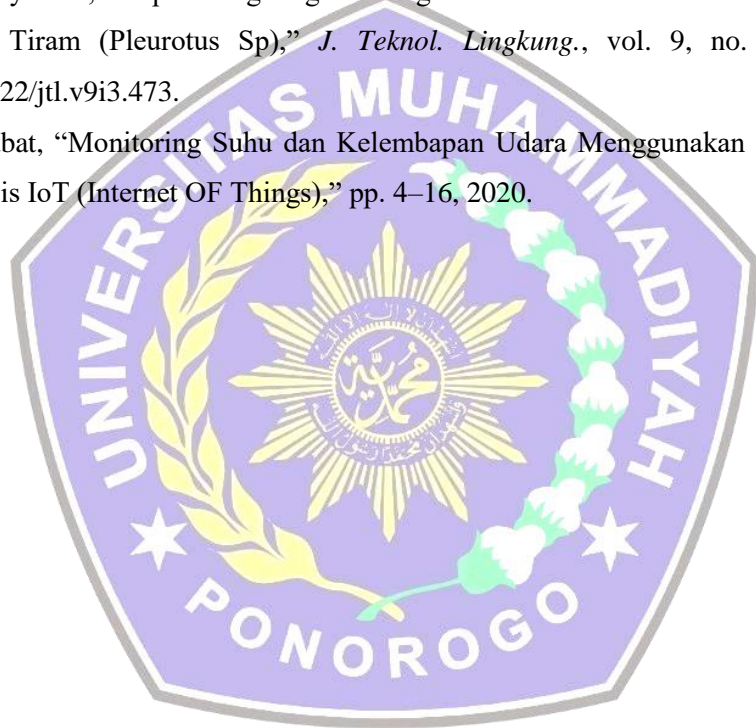 Tiram (Pleurotus Sp),” J. Teknol. Lingkung., vol. 9, no.
22/jtl.v9i3.473.
bat, “Monitoring Suhu dan Kelembapan Udara Menggunakan
is IoT (Internet OF Things),” pp. 4–16, 2020.
UNIVERSITAS MUHAMMADIYAH
محمدية
PONOROGO